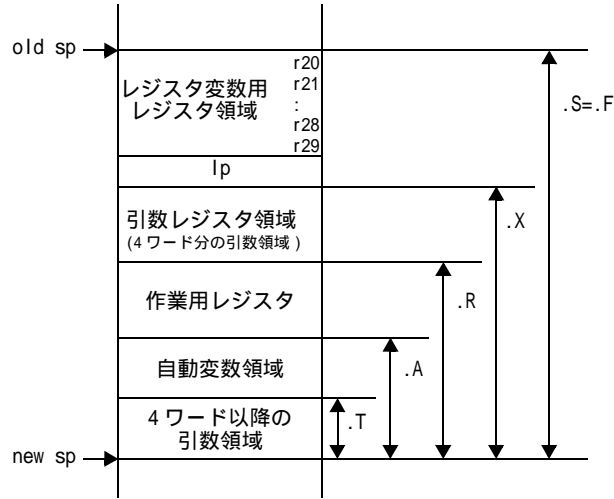 old sp
レジスタ変数用
レジスタ領域
r20
r21
:
r28
r29
lp
引数レジスタ領域
(4ワード分の引数領域)
作業用レジスタ
自動変数領域
4ワード以降の
引数領域
new sp
.T
.A
.R
.X
.S=.F